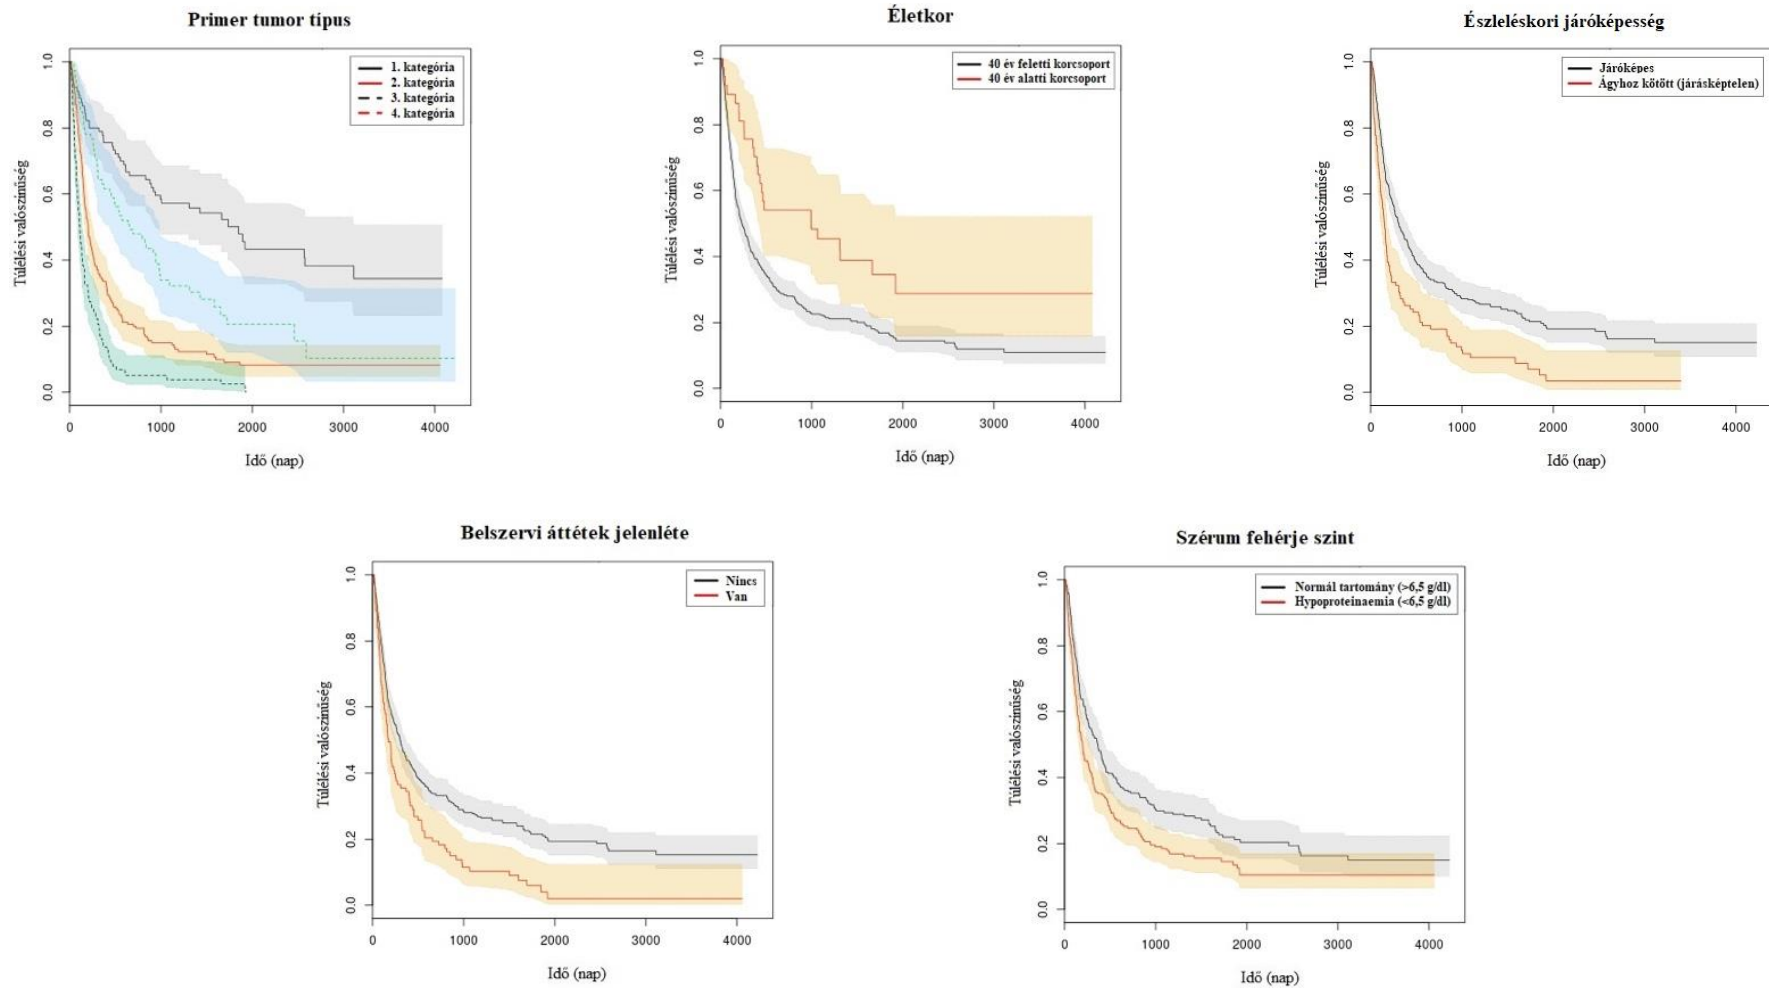 Primer tumor típus
1. kategória
2. kategória
3. kategória
4. kategória
Túlélési valószínűség
1.0
0.8
0.6
0.4
0.2
0.0
0
1000
2000
3000
4000
Idő (nap)
Életkor
40 év feletti korcsoport
40 év alatti korcsoport
Túlélési valószínűség
1.0
0.8
0.6
0.4
0.2
0.0
0
1000
2000
3000
4000
Idő (nap)
Észleléskori járóképesség
Járóképes
Ágyhoz kötött (járásképtelen)
Túlélési valószínűség
1.0
0.8
0.6
0.4
0.2
0.0
0
1000
2000
3000
4000
Idő (nap)
Belszervi áttétek jelenléte
Nincs
Van
Túlélési valószínűség
1.0
0.8
0.6
0.4
0.2
0.0
0
1000
2000
3000
4000
Idő (nap)
Szérum fehérje szint
Normál tartomány (>6,5 g/dl)
Hypoproteinaemia (<6,5 g/dl)
Túlélési valószínűség
1.0
0.8
0.6
0.4
0.2
0.0
0
1000
2000
3000
4000
Idő (nap)